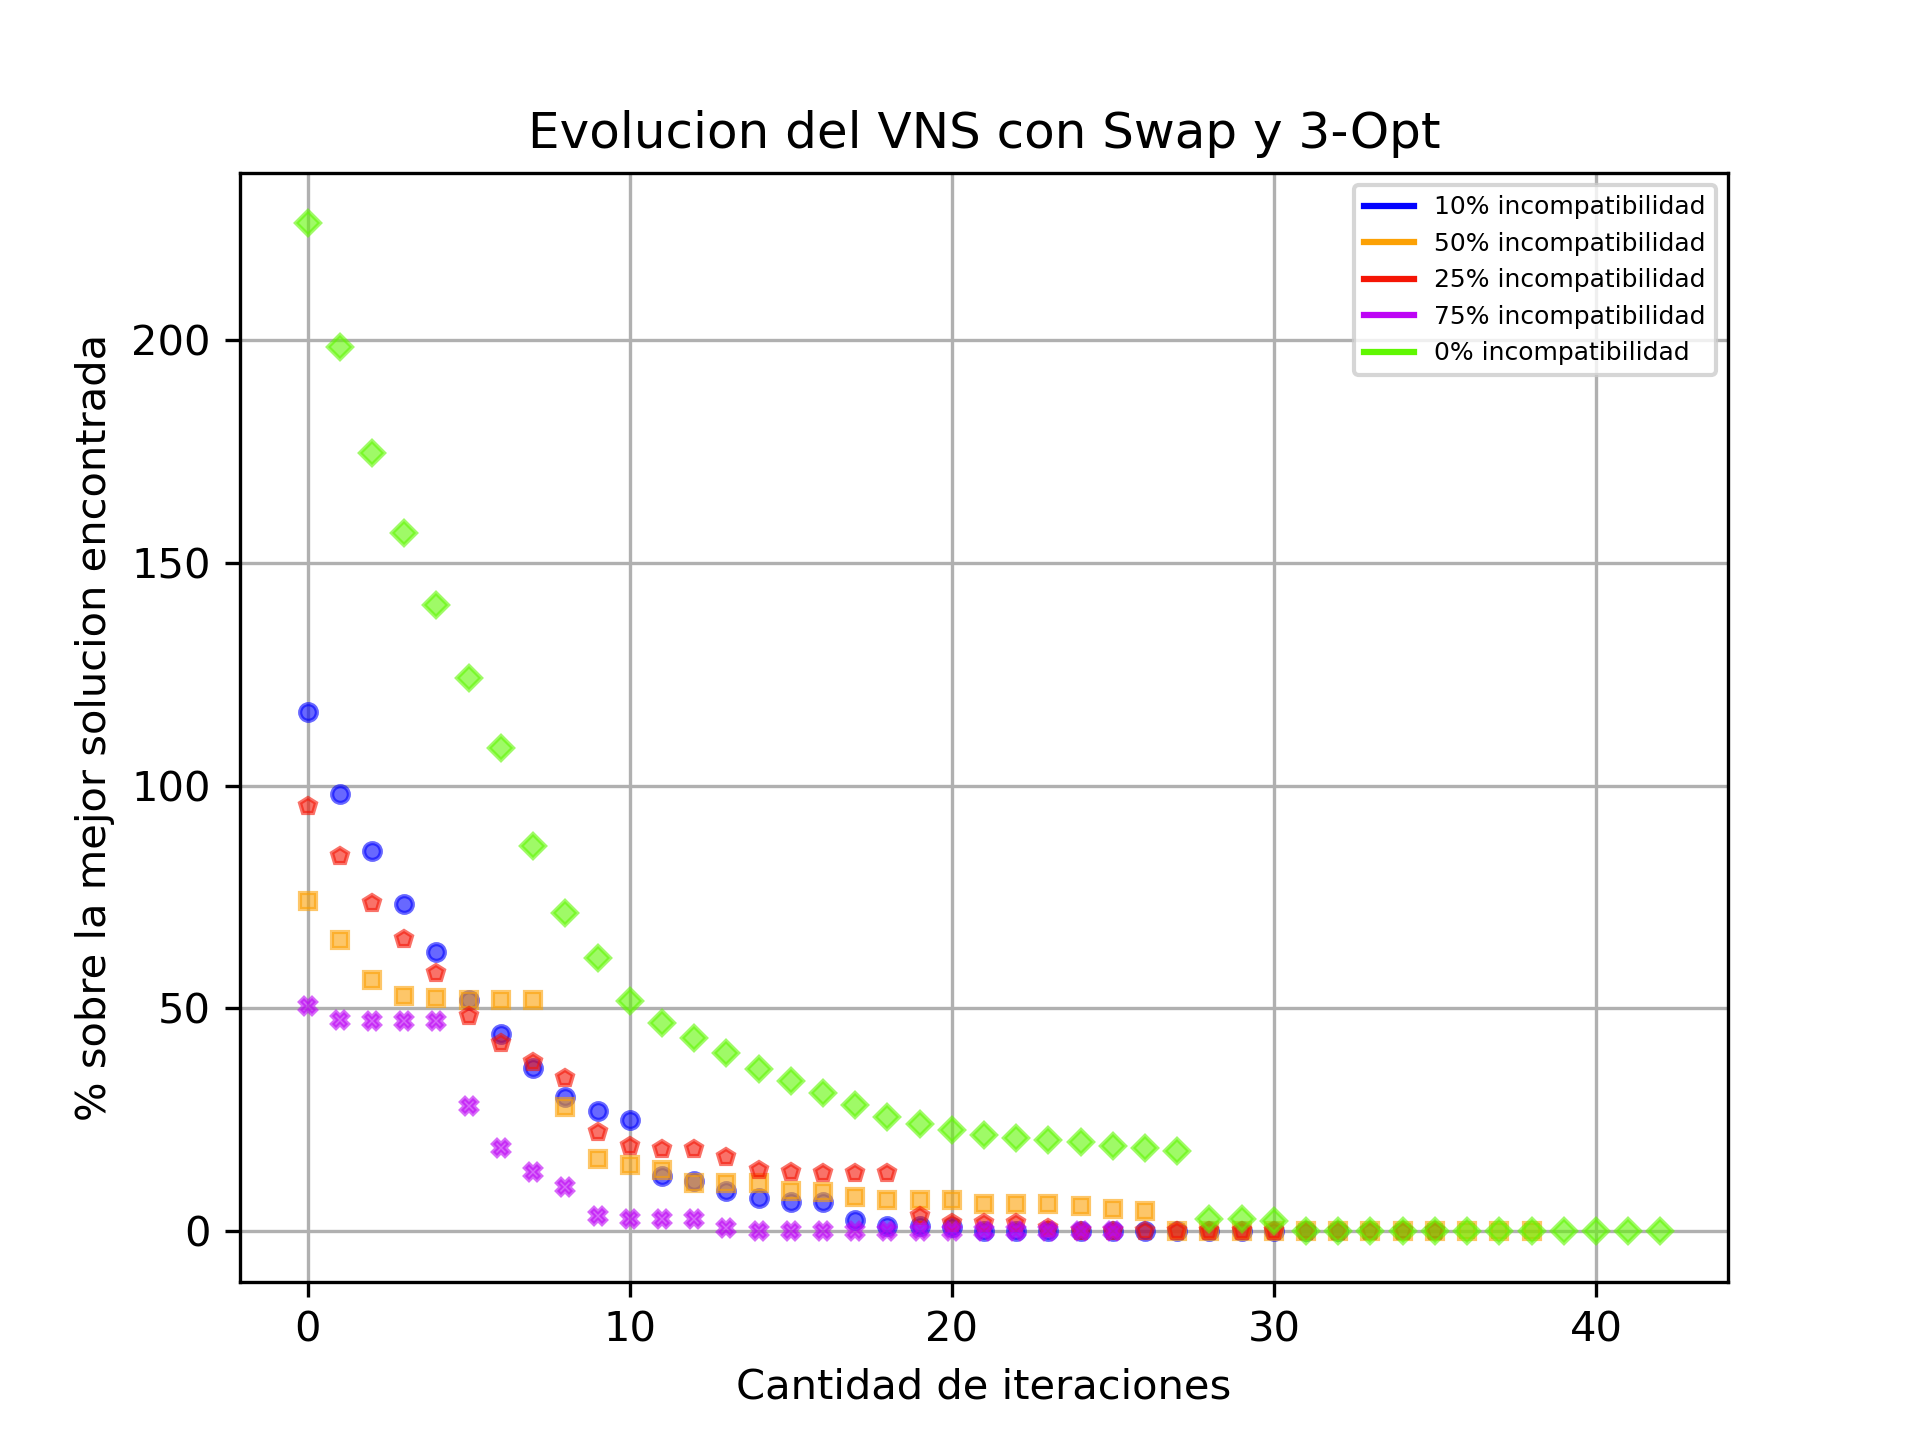 Evolucion del VNS con Swap y 3-Opt
10% incompatibilidad
50% incompatibilidad
25% incompatibilidad
75% incompatibilidad
0% incompatibilidad
% sobre la mejor solucion encontrada
200
150
100
50
0
0 10 20 30 40
Cantidad de iteraciones